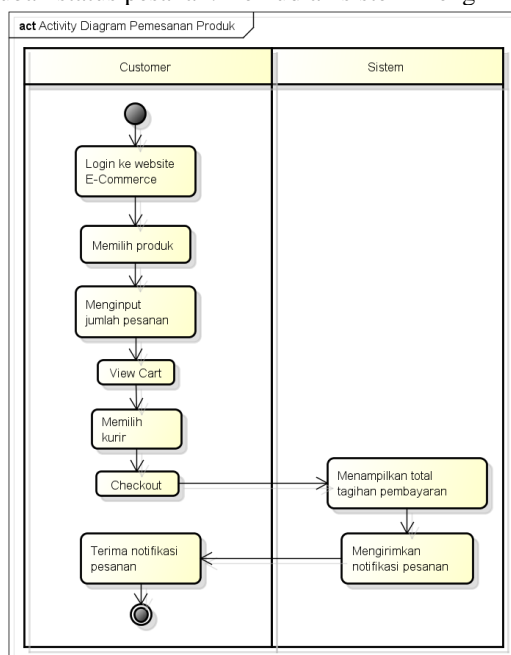 act Activity Diagram Pemesanan Produk
Customer
Sistem
Login ke website
E-Commerce
Memilih produk
Menginput
jumlah pesanan
View Cart
Memilih
kurir
Checkout
Menampilkan total
tagihan pembayaran
Mengirimkan
notifikasi pesanan
Terima notifikasi
pesanan